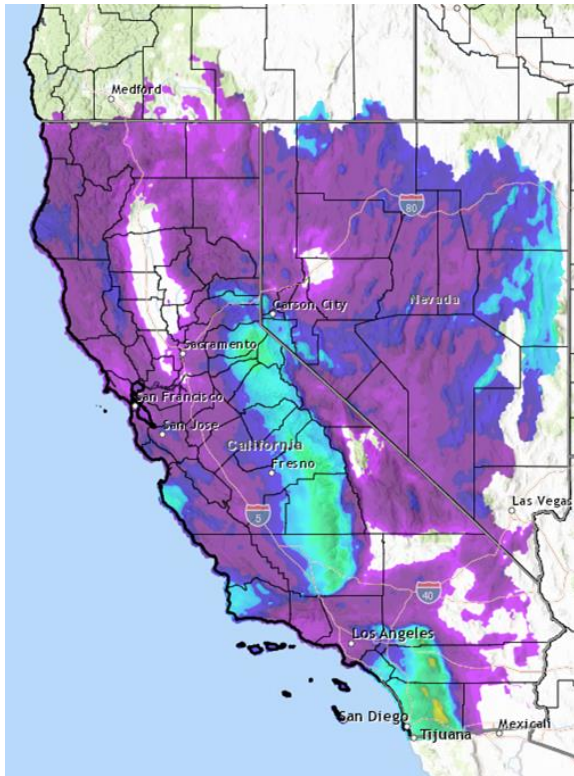 Medford
80
Carson City
Nevada
Sacramento
San Francisco
San Jose
California
Fresno
Las Vegas
5
40
Los Angeles
San Diego
Mexicali
Tijuana